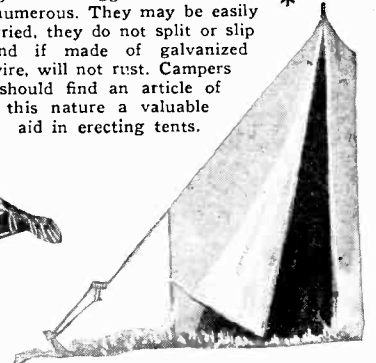 numerous. They may be easily
ried, they do not split or slip
nd if made of galvanized
wire, will not rust. Campers
should find an article of
this nature a valuable
aid in erecting tents.